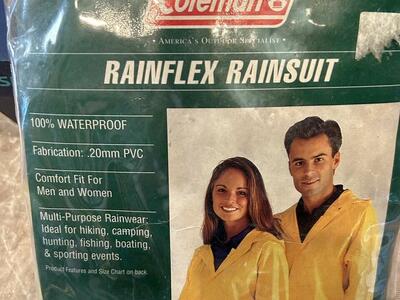 Coleman
• AMERICA'S OUTDOOR SPECIALIST •
RAINFLEX RAINSUIT
100% WATERPROOF
Fabrication: .20mm PVC
Comfort Fit For
Men and Women
Multi-Purpose Rainwear:
Ideal for hiking, camping,
hunting, fishing, boating,
& sporting events.
Product Features and Size Chart on back.